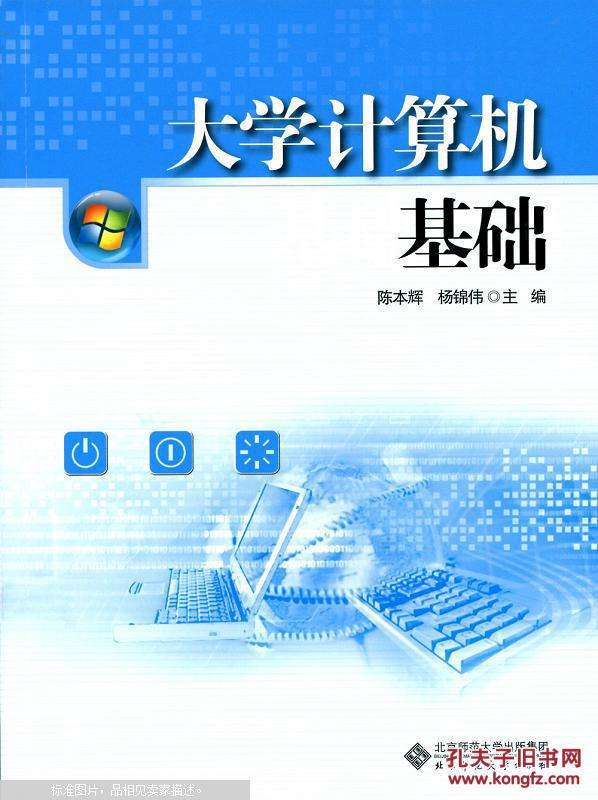 大学计算机
基础
陈本辉 杨锦伟◎主 编
北京师范大学出版集团
孔夫子旧书网
www.kongfz.com
标准图片,品相见卖家描述。